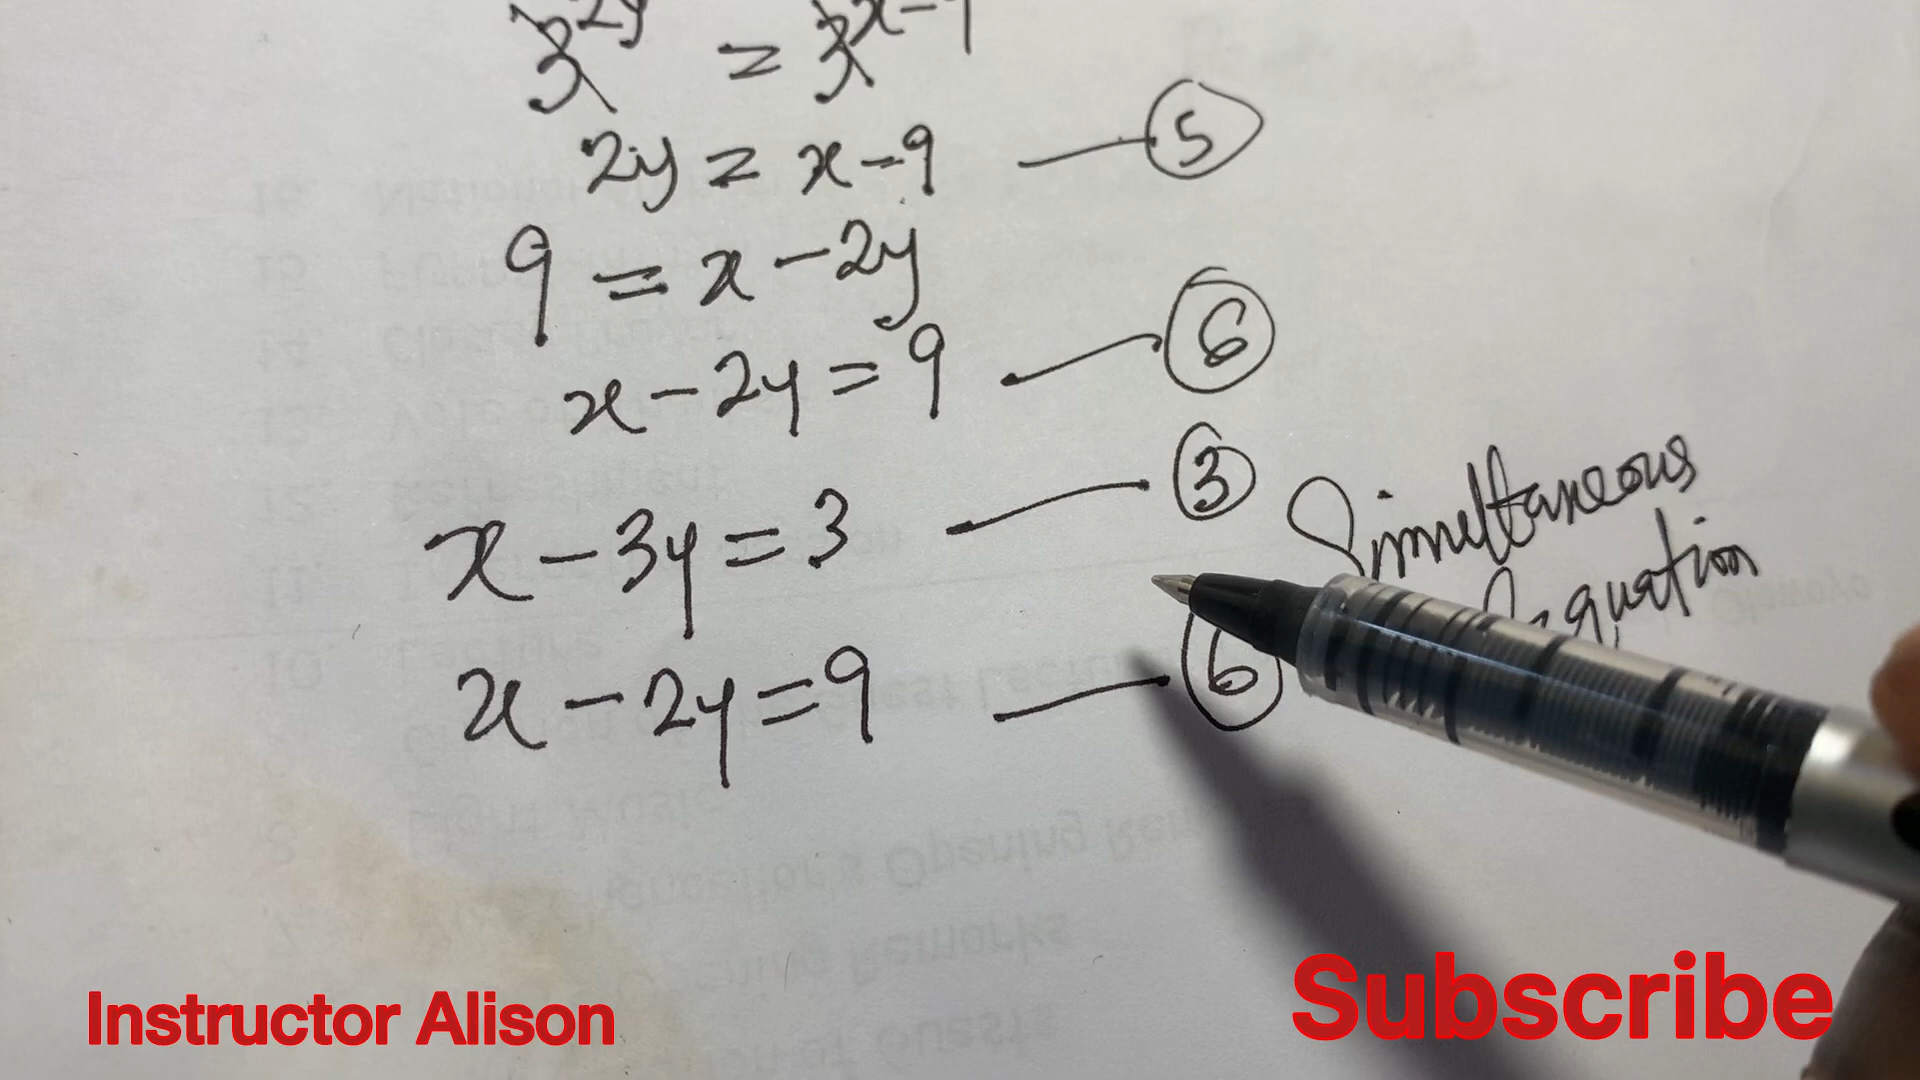 3^2y = 3^x-9
2y = x-9 — 5
9 = x-2y
x-2y=9 — 6
x-3y=3 — 3
Simultaneous
Equation
x-2y=9 — 6
Instructor Alison
Subscribe